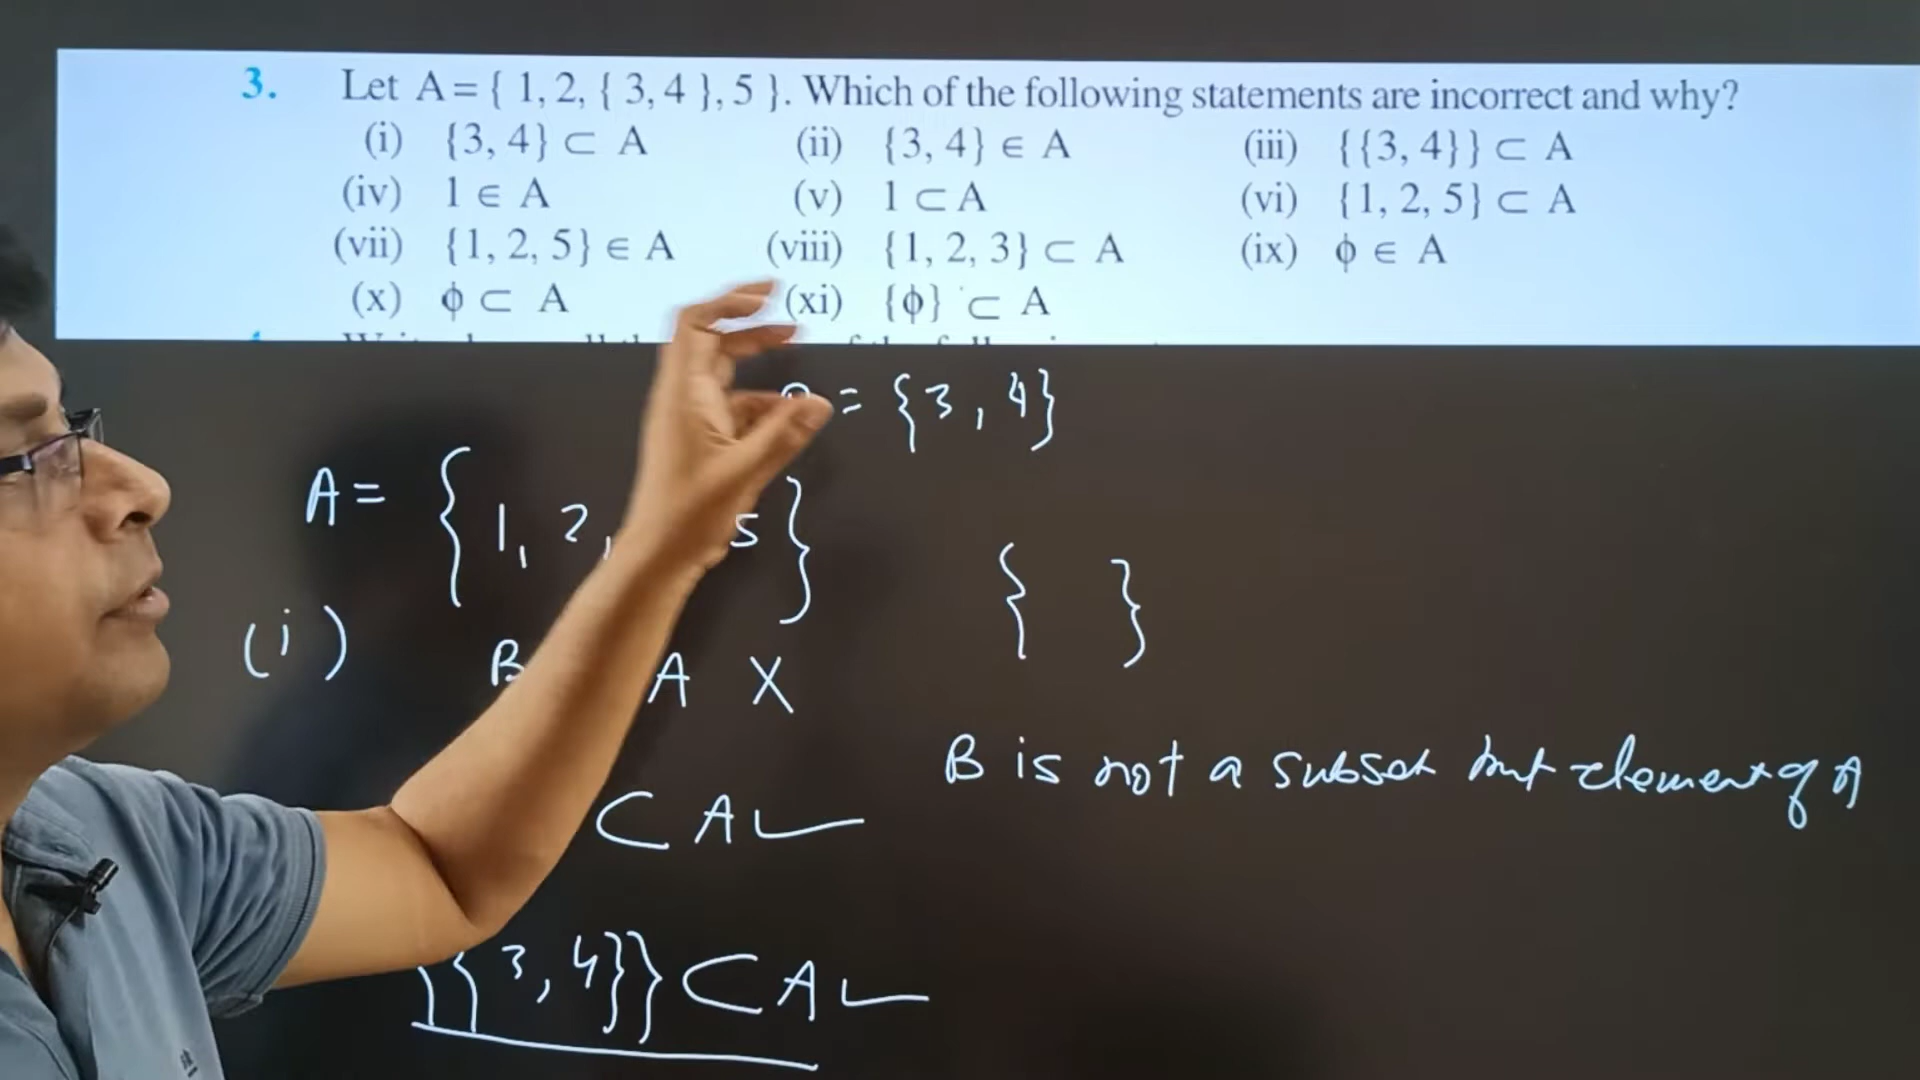 3. Let A = { 1, 2, { 3, 4 }, 5 }. Which of the following statements are incorrect and why?
(i) {3, 4} ⊂ A (ii) {3, 4} ∈ A (iii) {{3, 4}} ⊂ A
(iv) 1 ∈ A (v) 1 ⊂ A (vi) {1, 2, 5} ⊂ A
(vii) {1, 2, 5} ∈ A (viii) {1, 2, 3} ⊂ A (ix) ϕ ∈ A
(x) ϕ ⊂ A (xi) {ϕ} ⊂ A
= {3, 4}
A = { 1, 2, 5 }
{ }
(i) B A X
B is not a subset but element of A
⊂ A ✓
{{3, 4}} ⊂ A ✓